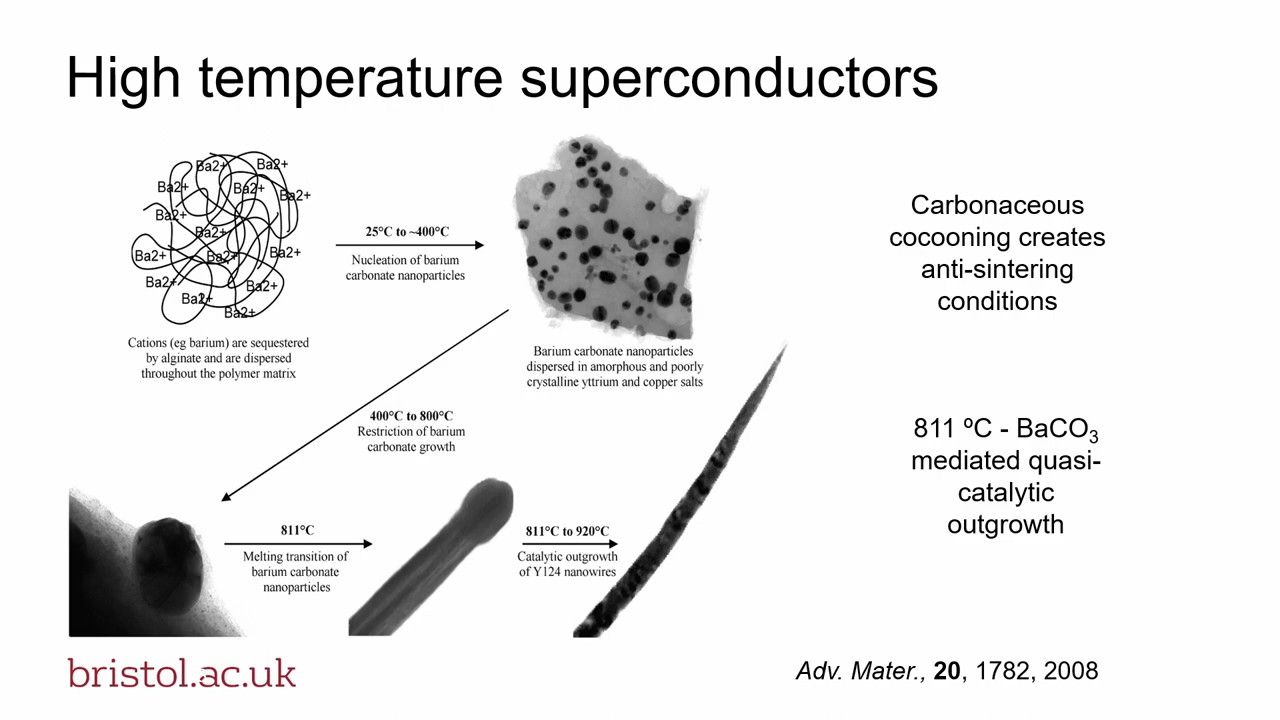 High temperature superconductors
Ba2+
Ba2+
Ba2+
Ba2+
Ba2+
Ba2+
Ba2+
Ba2+
Ba2+
Ba2+
Ba2+
Ba2+
Ba2+
Ba2+
Cations (eg barium) are sequestered
by alginate and are dispersed
throughout the polymer matrix
25°C to ~400°C
Nucleation of barium
carbonate nanoparticles
Barium carbonate nanoparticles
dispersed in amorphous and poorly
crystalline yttrium and copper salts
400°C to 800°C
Restriction of barium
carbonate growth
811°C
Melting transition of
barium carbonate
nanoparticles
811°C to 920°C
Catalytic outgrowth
of Y124 nanowires
Carbonaceous
cocooning creates
anti-sintering
conditions
811 ºC - BaCO₃
mediated quasi-
catalytic
outgrowth
bristol.ac.uk
Adv. Mater., 20, 1782, 2008